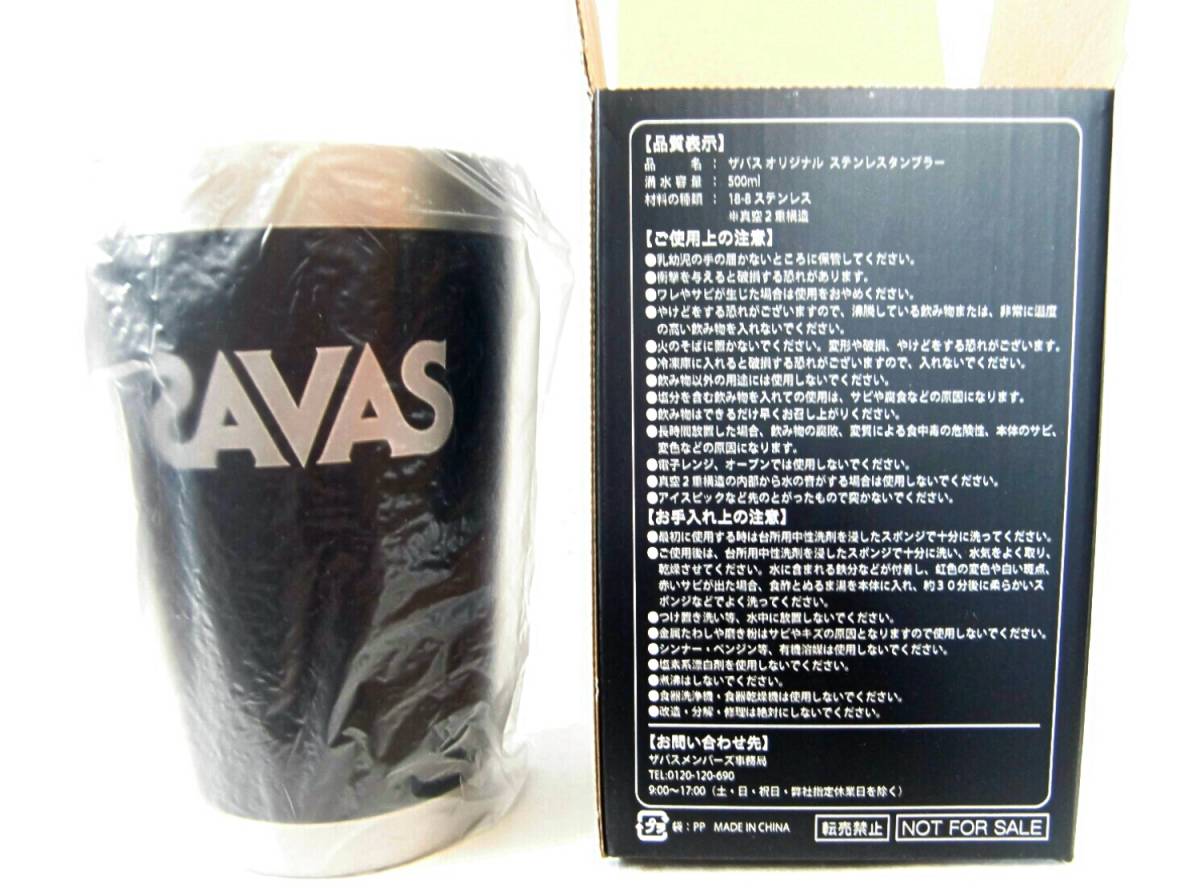 RAVAS
【品質表示】
品　　名： ザバス オリジナル ステンレスタンブラー
満水容量： 500ml
材料の種類： 18-8 ステンレス
※真空2重構造
【ご使用上の注意】
●乳幼児の手の届かないところに保管してください。
●衝撃を与えると破損する恐れがあります。
●ワレやサビが生じた場合は使用をおやめください。
●やけどをする恐れがございますので、沸騰している飲み物または、非常に温度
の高い飲み物を入れないでください。
●火のそばに置かないでください。変形や破損、やけどをする恐れがございます。
●冷凍庫に入れると破損する恐れがございますので、入れないでください。
●飲み物以外の用途には使用しないでください。
●塩分を含む飲み物を入れての使用は、サビや腐食などの原因になります。
●飲み物はできるだけ早くお召し上がりください。
●長時間放置した場合、飲み物の腐敗、変質による食中毒の危険性、本体のサビ、
変色などの原因になります。
●電子レンジ、オーブンでは使用しないでください。
●真空2重構造の内部から水の音がする場合は使用しないでください。
●アイスピックなど先のとがったもので突かないでください。
【お手入れ上の注意】
●最初に使用する時は台所用中性洗剤を浸したスポンジで十分に洗ってください。
●ご使用後は、台所用中性洗剤を浸したスポンジで十分に洗い、水気をよく取り、
乾燥させてください。水に含まれる鉄分などが付着し、虹色の変色や白い斑点、
赤いサビが出た場合、食酢とぬるま湯を本体に入れ、約30分後に柔らかいス
ポンジなどでよく洗ってください。
●つけ置き洗い等、水中に放置しないでください。
●金属たわしや磨き粉はサビやキズの原因となりますので使用しないでください。
●シンナー・ベンジン等、有機溶媒は使用しないでください。
●塩素系漂白剤を使用しないでください。
●煮沸はしないでください。
●食器洗浄機・食器乾燥機は使用しないでください。
●改造・分解・修理は絶対にしないでください。
【お問い合わせ先】
ザバスメンバーズ事務局
TEL:0120-120-690
9:00〜17:00（土・日・祝日・弊社指定休業日を除く）
プラ 袋：PP MADE IN CHINA 転売禁止 NOT FOR SALE